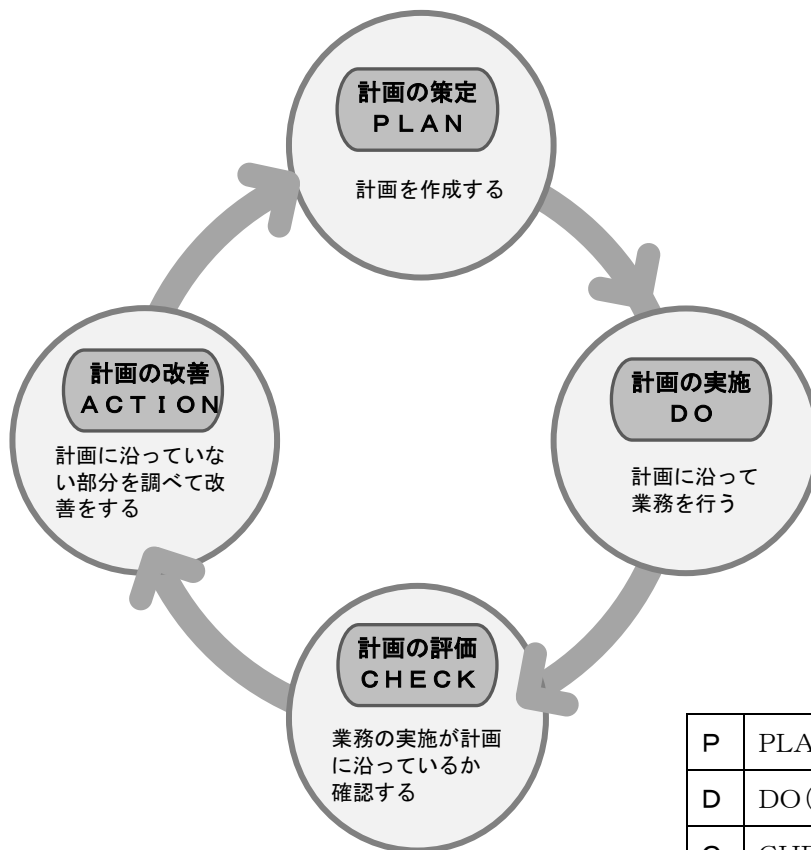 計画の策定
ＰＬＡＮ
計画を作成する
計画の実施
ＤＯ
計画に沿って
業務を行う
計画の評価
ＣＨＥＣＫ
業務の実施が計画
に沿っているか
確認する
計画の改善
ＡＣＴＩＯＮ
計画に沿っていな
い部分を調べて改
善をする
Ｐ PLA
Ｄ DO（